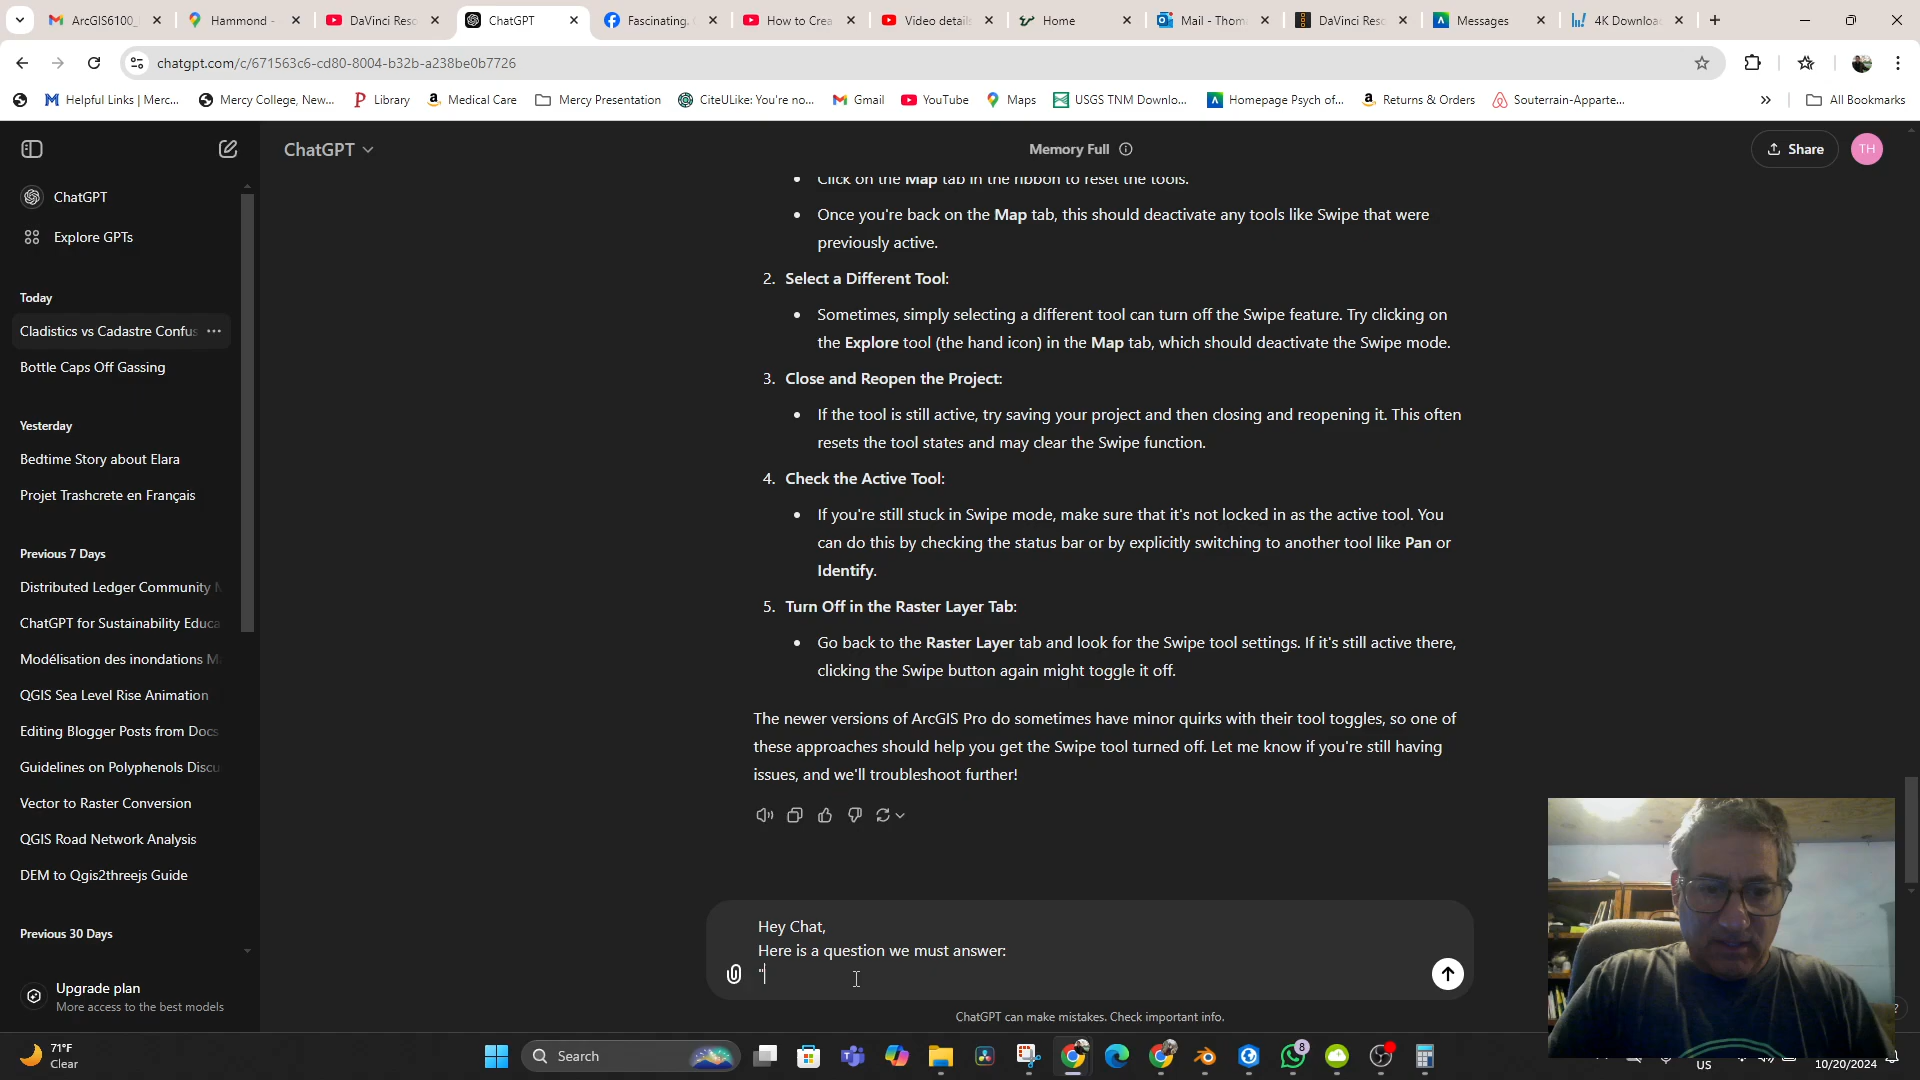 ArcGIS6100_
Hammond -
DaVinci Resc
ChatGPT
Fascinating.
How to Crea
Video details
Home
Mail - Thom
DaVinci Resc
Messages
4K Downloa
chatgpt.com/c/671563c6-cd80-8004-b32b-a238be0b7726
Helpful Links | Merc...
Mercy College, New...
Library
Medical Care
Mercy Presentation
CiteULike: You're no...
Gmail
YouTube
Maps
USGS TNM Downlo...
Homepage Psych of...
Returns & Orders
Souterrain-Apparte...
All Bookmarks
ChatGPT
Memory Full
Share
TH
ChatGPT
Explore GPTs
Today
Cladistics vs Cadastre Confus
Bottle Caps Off Gassing
Yesterday
Bedtime Story about Elara
Projet Trashcrete en Français
Previous 7 Days
Distributed Ledger Community
ChatGPT for Sustainability Educa
Modélisation des inondations
QGIS Sea Level Rise Animation
Editing Blogger Posts from Docs
Guidelines on Polyphenols Discu
Vector to Raster Conversion
QGIS Road Network Analysis
DEM to Qgis2threejs Guide
Previous 30 Days
Upgrade plan
More access to the best models
Click on the Map tab in the ribbon to reset the tools.
Once you're back on the Map tab, this should deactivate any tools like Swipe that were
previously active.
2. Select a Different Tool:
Sometimes, simply selecting a different tool can turn off the Swipe feature. Try clicking on
the Explore tool (the hand icon) in the Map tab, which should deactivate the Swipe mode.
3. Close and Reopen the Project:
If the tool is still active, try saving your project and then closing and reopening it. This often
resets the tool states and may clear the Swipe function.
4. Check the Active Tool:
If you're still stuck in Swipe mode, make sure that it's not locked in as the active tool. You
can do this by checking the status bar or by explicitly switching to another tool like Pan or
Identify.
5. Turn Off in the Raster Layer Tab:
Go back to the Raster Layer tab and look for the Swipe tool settings. If it's still active there,
clicking the Swipe button again might toggle it off.
The newer versions of ArcGIS Pro do sometimes have minor quirks with their tool toggles, so one of
these approaches should help you get the Swipe tool turned off. Let me know if you're still having
issues, and we'll troubleshoot further!
Hey Chat,
Here is a question we must answer:
"
ChatGPT can make mistakes. Check important info.
71°F
Clear
Search
8
US
10/20/2024